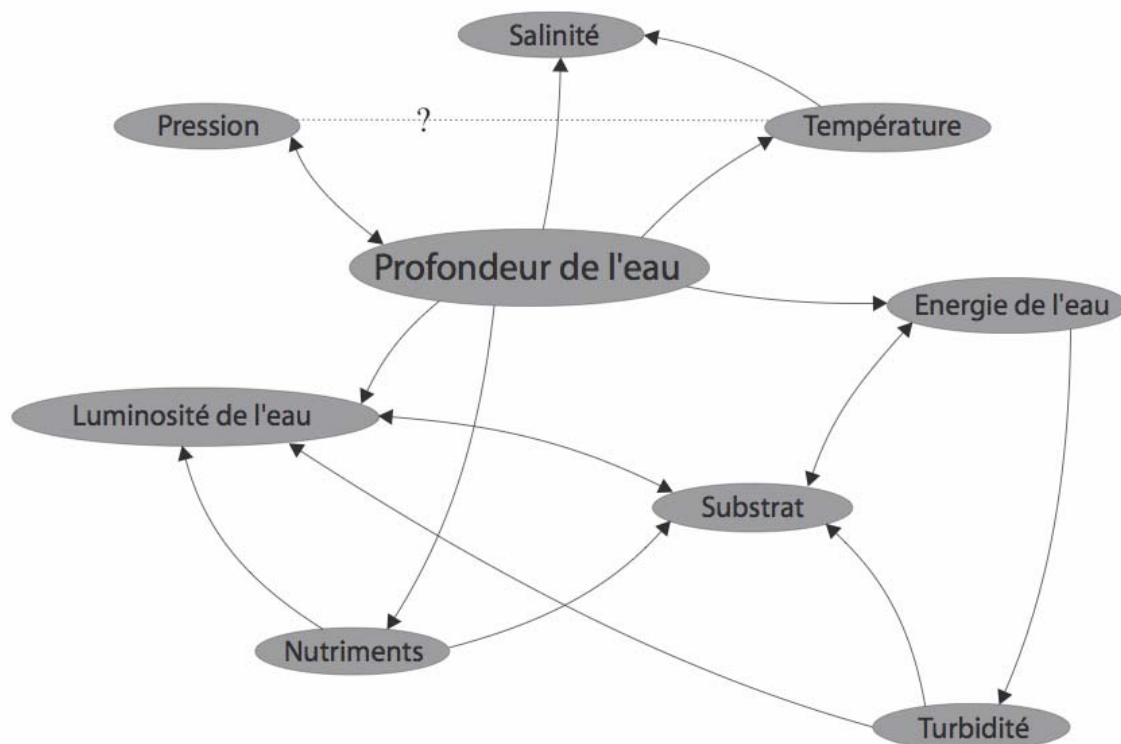 Salinité
Pression
?
Température
Profondeur de l'eau
Energie de l'eau
Luminosité de l'eau
Substrat
Nutriments
Turbidité